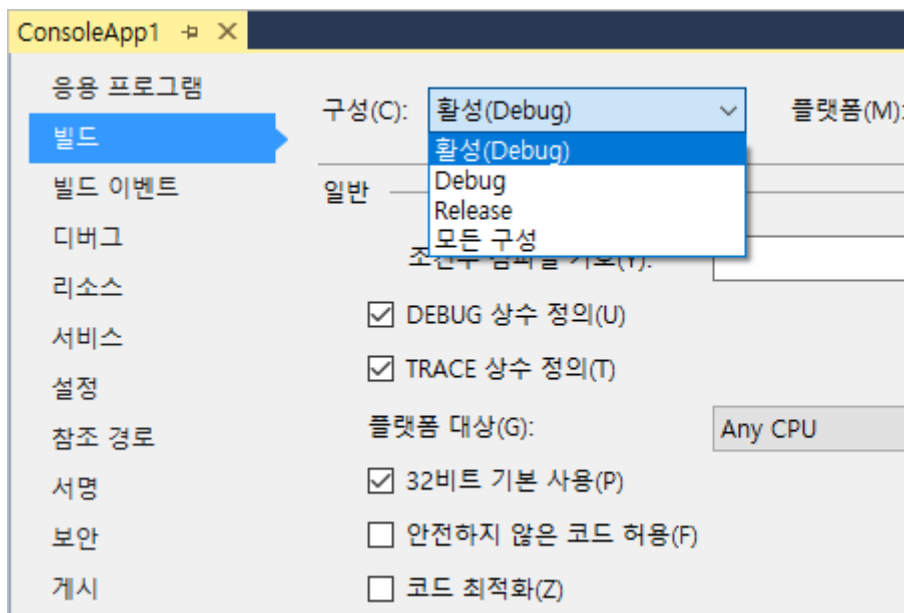 ConsoleApp1
응용 프로그램
빌드
빌드 이벤트
디버그
리소스
서비스
설정
참조 경로
서명
보안
게시
구성(C): 활성(Debug) 플랫폼(M):
활성(Debug)
Debug
Release
모든 구성
일반
DEBUG 상수 정의(U)
TRACE 상수 정의(T)
플랫폼 대상(G): Any CPU
32비트 기본 사용(P)
안전하지 않은 코드 허용(F)
코드 최적화(Z)